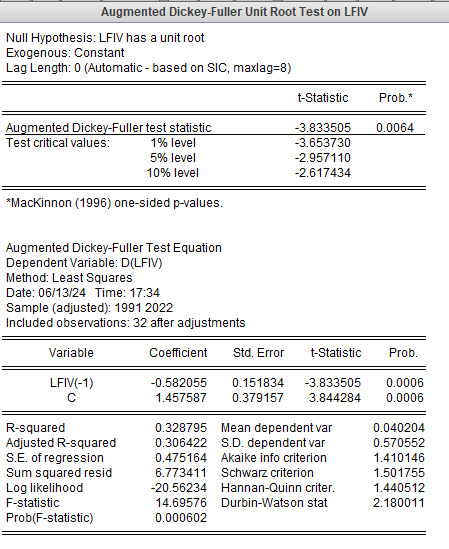 Augmented Dickey-Fuller Unit Root Test on LFIV
Null Hypothesis: LFIV has a unit root
Exogenous: Constant
Lag Length: 0 (Automatic - based on SIC, maxlag=8)
t-Statistic Prob.*
Augmented Dickey-Fuller test statistic -3.833505 0.0064
Test critical values: 1% level -3.653730
5% level -2.957110
10% level -2.617434
*MacKinnon (1996) one-sided p-values.
Augmented Dickey-Fuller Test Equation
Dependent Variable: D(LFIV)
Method: Least Squares
Date: 06/13/24 Time: 17:34
Sample (adjusted): 1991 2022
Included observations: 32 after adjustments
Variable Coefficient Std. Error t-Statistic Prob.
LFIV(-1) -0.582055 0.151834 -3.833505 0.0006
C 1.457587 0.379157 3.844284 0.0006
R-squared 0.328795 Mean dependent var 0.040204
Adjusted R-squared 0.306422 S.D. dependent var 0.570552
S.E. of regression 0.475164 Akaike info criterion 1.410146
Sum squared resid 6.773411 Schwarz criterion 1.501755
Log likelihood -20.56234 Hannan-Quinn criter. 1.440512
F-statistic 14.69576 Durbin-Watson stat 2.180011
Prob(F-statistic) 0.000602